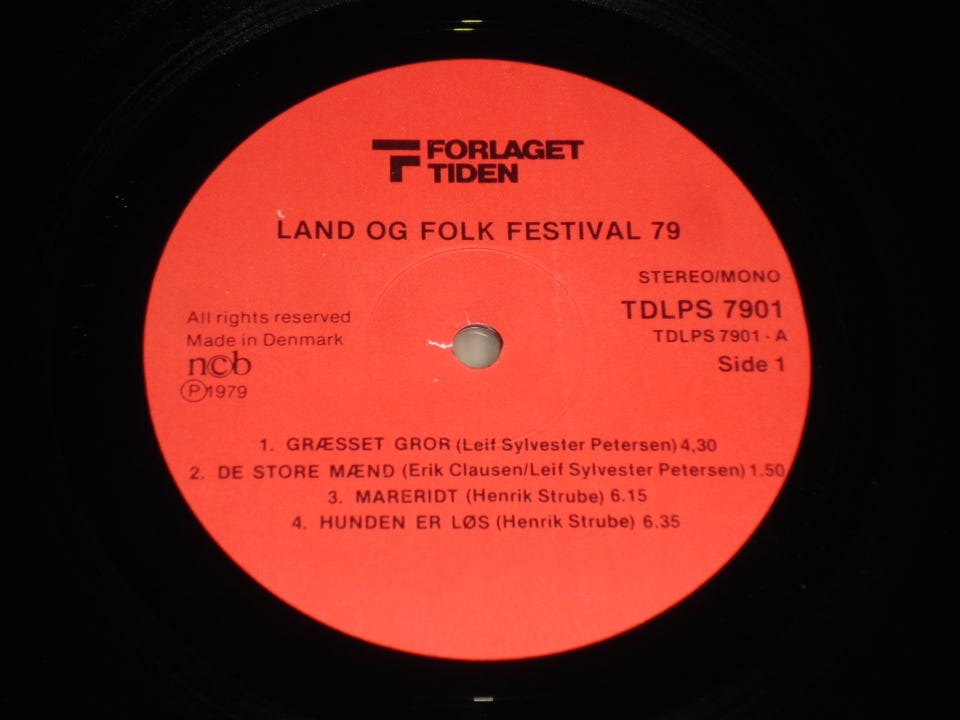 FORLAGET
TIDEN
LAND OG FOLK FESTIVAL 79
STEREO/MONO
TDLPS 7901
TDLPS 7901 - A
Side 1
All rights reserved
Made in Denmark
n©b
Ⓟ1979
1. GRÆSSET GROR (Leif Sylvester Petersen) 4,30
2. DE STORE MÆND (Erik Clausen/Leif Sylvester Petersen) 1.50
3. MARERIDT (Henrik Strube) 6.15
4. HUNDEN ER LØS (Henrik Strube) 6.35